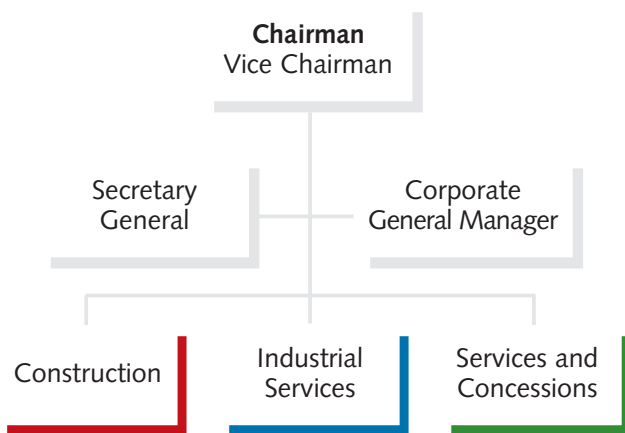 Chairman
Vice Chairman
Secretary
General
Corporate
General Manager
Construction
Industrial
Services
Services and
Concessions